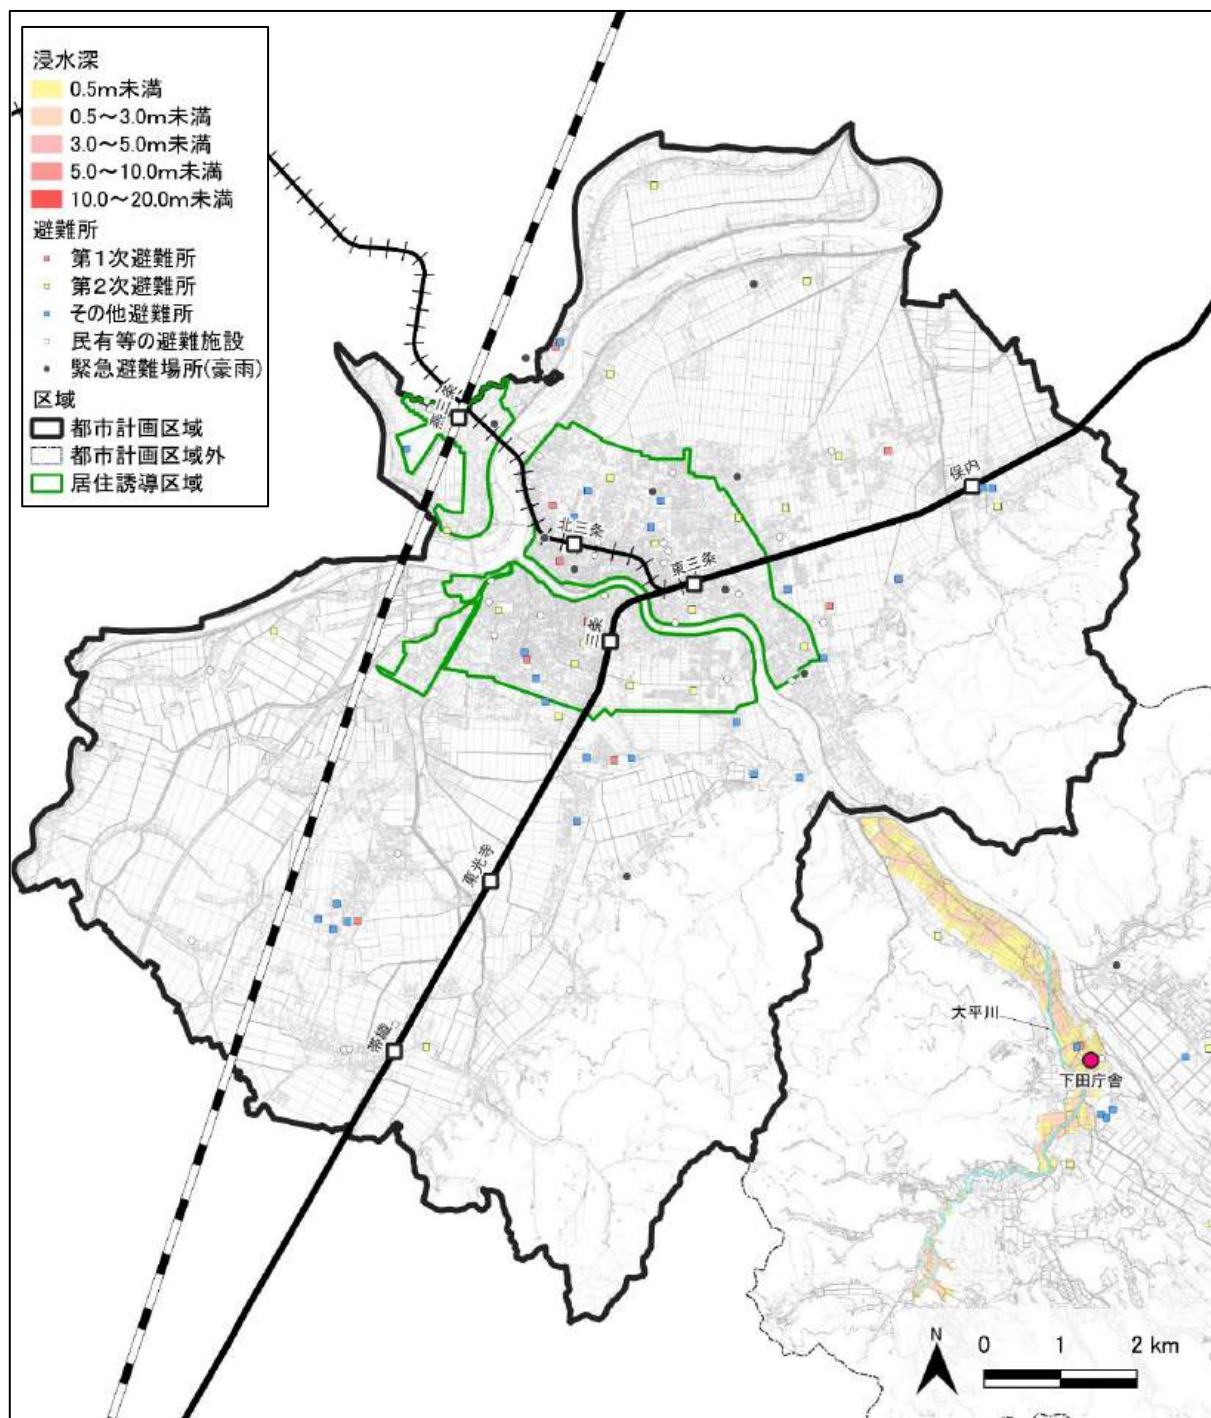 浸水深
0.5m未満
0.5～3.0m未満
3.0～5.0m未満
5.0～10.0m未満
10.0～20.0m未満
避難所
第1次避難所
第2次避難所
その他避難所
民有等の避難施設
緊急避難場所(豪雨)
区域
都市計画区域
都市計画区域外
居住誘導区域
燕三条
保内
北三条
東三条
三条
東光寺
帯織
大平川
下田庁舎
N
0 1 2 km